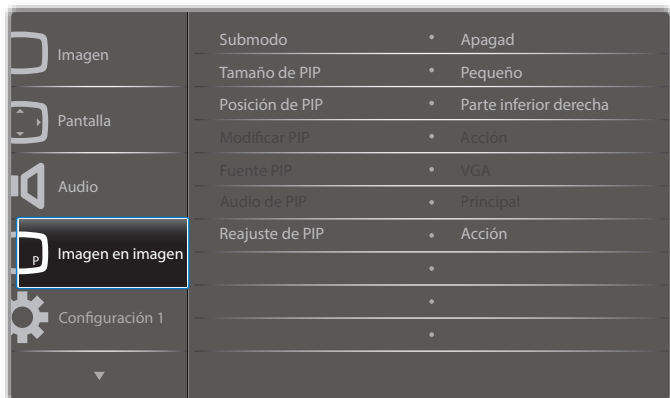 Imagen
Pantalla
Audio
P
Imagen en imagen
Configuración 1
Submodo • Apagad
Tamaño de PIP • Pequeño
Posición de PIP • Parte inferior derecha
Modificar PIP • Acción
Fuente PIP • VGA
Audio de PIP • Principal
Reajuste de PIP • Acción